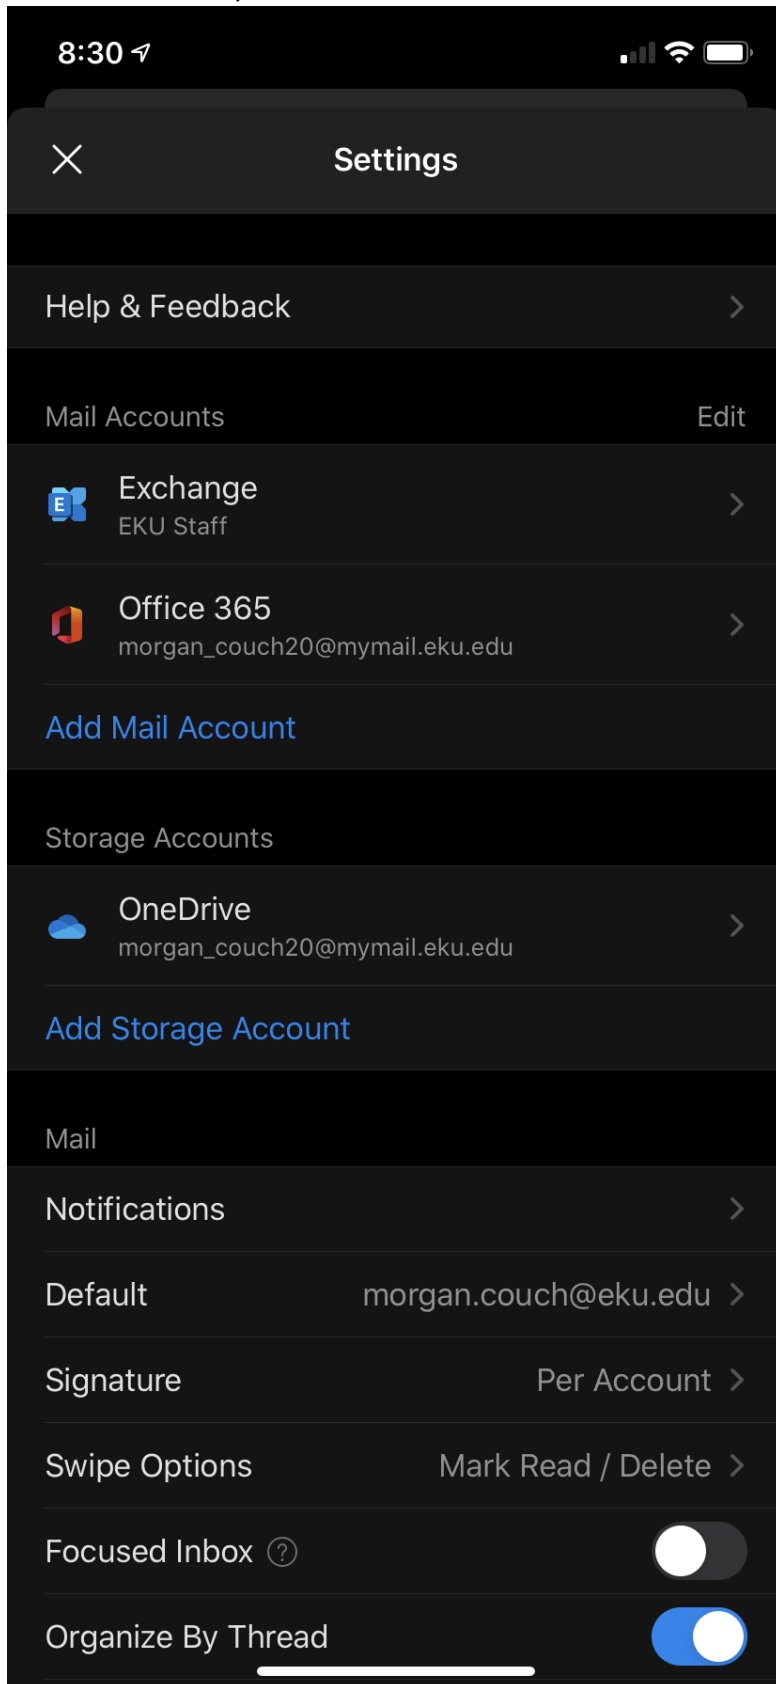 8:30
Settings
Help & Feedback
Mail Accounts Edit
Exchange
E
EKU Staff
Office 365
morgan_couch20@mymail.eku.edu
Add Mail Account
Storage Accounts
OneDrive
morgan_couch20@mymail.eku.edu
Add Storage Account
Mail
Notifications
Default morgan.couch@eku.edu
Signature Per Account
Swipe Options Mark Read / Delete
Focused Inbox ?
Organize By Thread